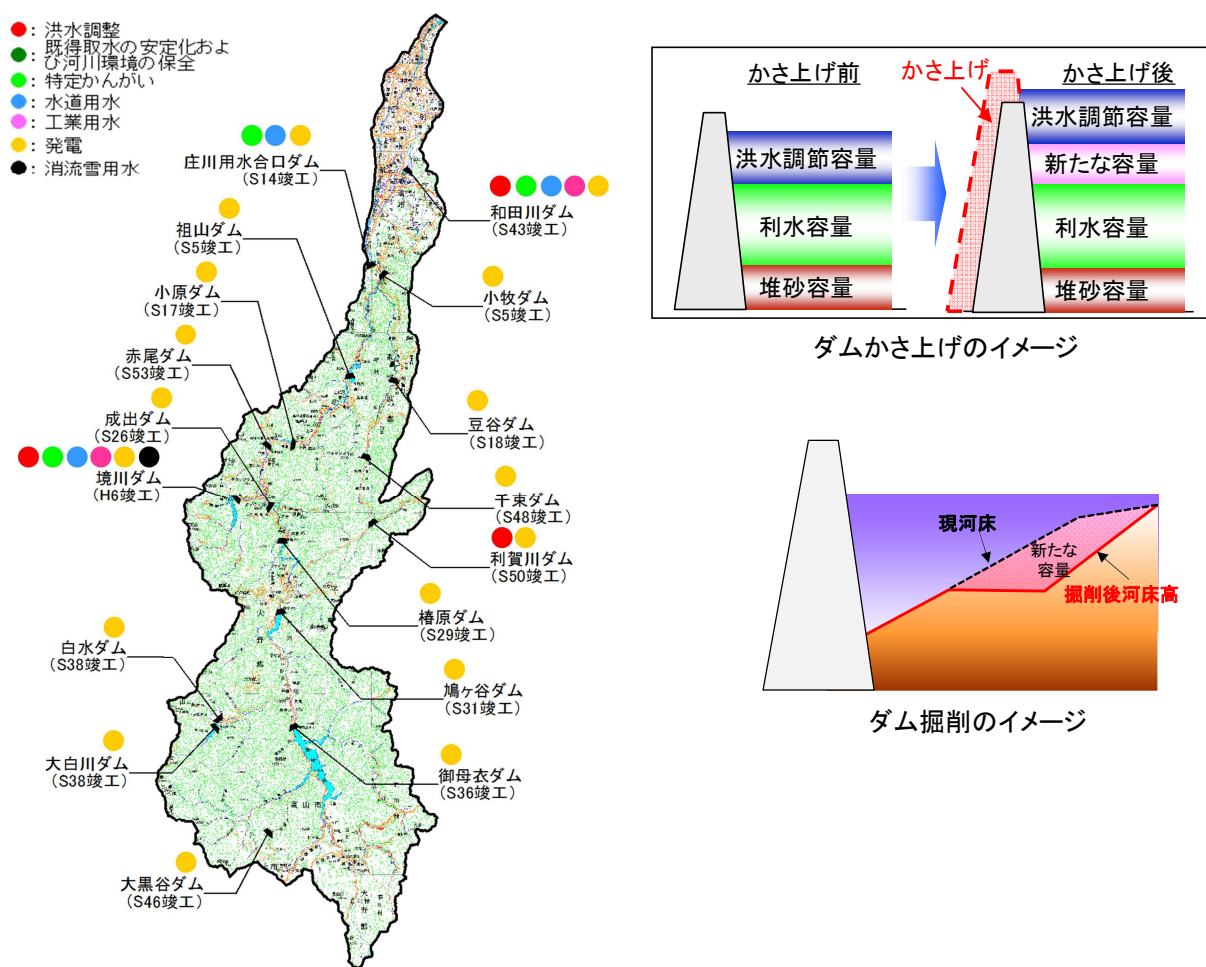 ：洪水調整
：既得取水の安定化およ
び河川環境の保全
：特定かんがい
：水道用水
：工業用水
：発電
：消流雪用水
庄川用水合口ダム
(S14竣工)
和田川ダム
(S43竣工)
祖山ダム
(S5竣工)
小牧ダム
(S5竣工)
小原ダム
(S17竣工)
赤尾ダム
(S53竣工)
成出ダム
(S26竣工)
豆谷ダム
(S18竣工)
境川ダム
(H6竣工)
千束ダム
(S48竣工)
利賀川ダム
(S50竣工)
椿原ダム
(S29竣工)
白水ダム
(S38竣工)
鳩ヶ谷ダム
(S31竣工)
大白川ダム
(S38竣工)
御母衣ダム
(S36竣工)
大黒谷ダム
(S46竣工)
高山市
かさ上げ前
かさ上げ
かさ上げ後
洪水調節容量
利水容量
堆砂容量
洪水調節容量
新たな容量
利水容量
堆砂容量
ダムかさ上げのイメージ
現河床
新たな
容量
掘削後河床高
ダム掘削のイメージ